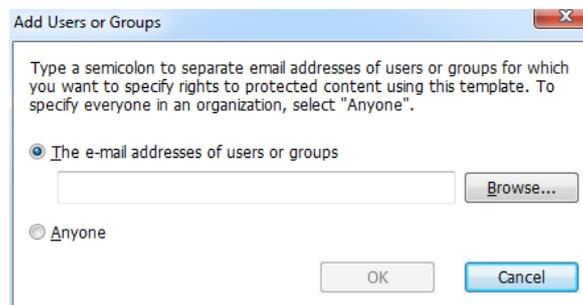 Add Users or Groups
Type a semicolon to separate email addresses of users or groups for which
you want to specify rights to protected content using this template. To
specify everyone in an organization, select "Anyone".
The e-mail addresses of users or groups
Browse...
Anyone
OK
Cancel